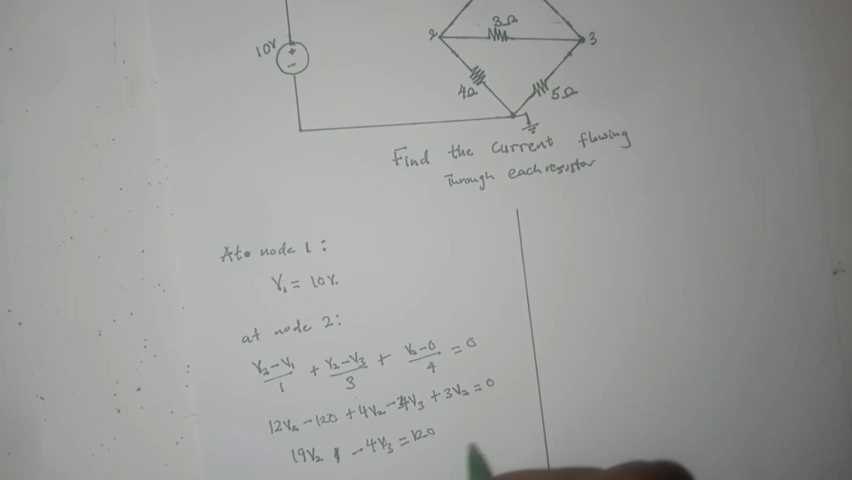 3Ω
2
3
10V
+
−
4Ω
5Ω
Find the current flowing
Through each resistor
At node 1:
V₁ = 10V.
at node 2:
V₂−V₁/1 + V₂−V₃/3 + V₂−0/4 = 0
12V₂ − 120 + 4V₂ − 4V₃ + 3V₂ = 0
19V₂ − 4V₃ = 120